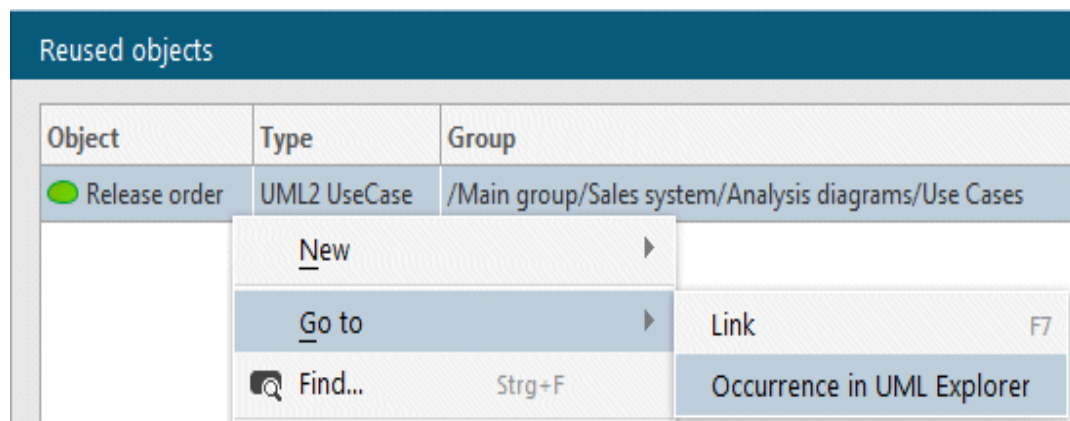 Reused objects
Object Type Group
Release order UML2 UseCase /Main group/Sales system/Analysis diagrams/Use Cases
New
Go to
Link F7
Find... Strg+F
Occurrence in UML Explorer